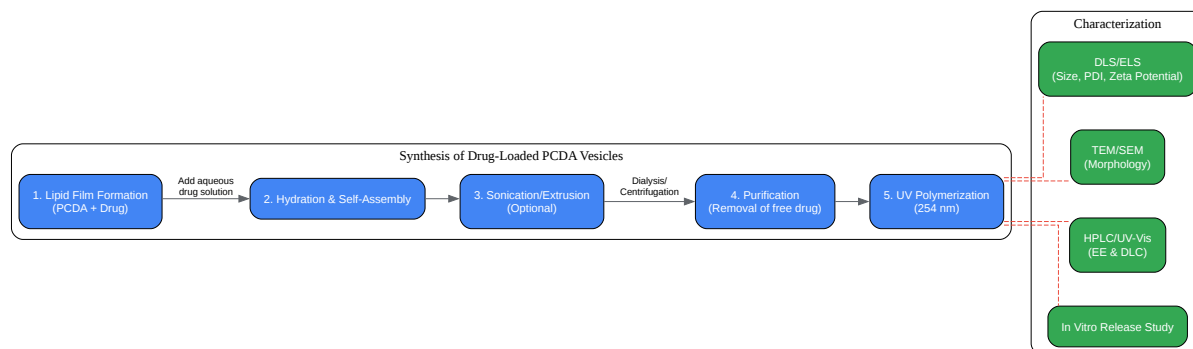 Characterization
DLS/ELS
(Size, PDI, Zeta Potential)
TEM/SEM
(Morphology)
Synthesis of Drug-Loaded PCDA Vesicles
1. Lipid Film Formation
(PCDA + Drug)
Add aqueous
drug solution
2. Hydration & Self-Assembly
3. Sonication/Extrusion
(Optional)
Dialysis/
Centrifugation
4. Purification
(Removal of free drug)
5. UV Polymerization
(254 nm)
HPLC/UV-Vis
(EE & DLC)
In Vitro Release Study